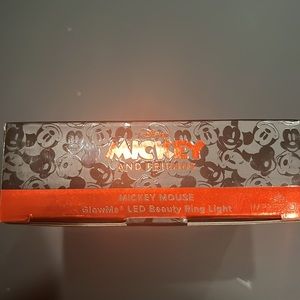 Disney
MICKEY
AND FRIENDS
MICKEY MOUSE
GlowMe® LED Beauty Ring Light